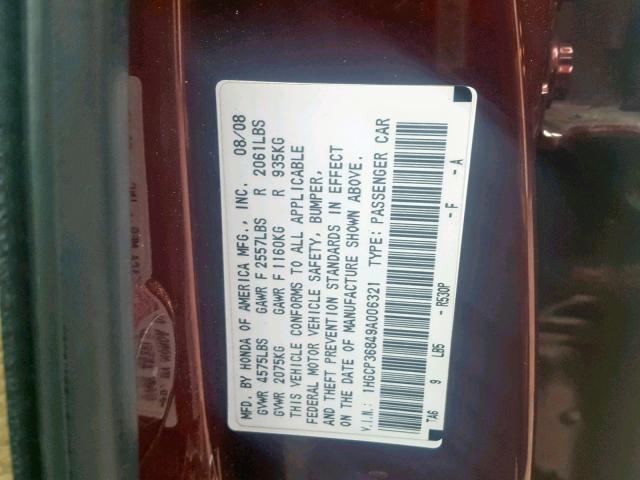 MFD. BY HONDA OF AMERICA MFG., INC. 08/08
GVWR 4575LBS GAWR F 2557LBS R 2061LBS
GVWR 2075KG GAWR F 1160KG R 935KG
THIS VEHICLE CONFORMS TO ALL APPLICABLE
FEDERAL MOTOR VEHICLE SAFETY, BUMPER,
AND THEFT PREVENTION STANDARDS IN EFFECT
ON THE DATE OF MANUFACTURE SHOWN ABOVE.
V.I.N.: 1HGCP36849A006321 TYPE: PASSENGER CAR
TA6 9 LB5 - R530P - F - A